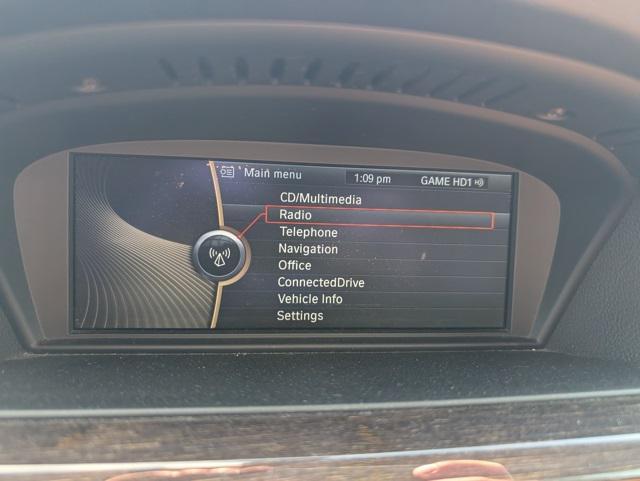 Main menu 1:09 pm GAME HD1
CD/Multimedia
Radio
Telephone
Navigation
Office
ConnectedDrive
Vehicle Info
Settings